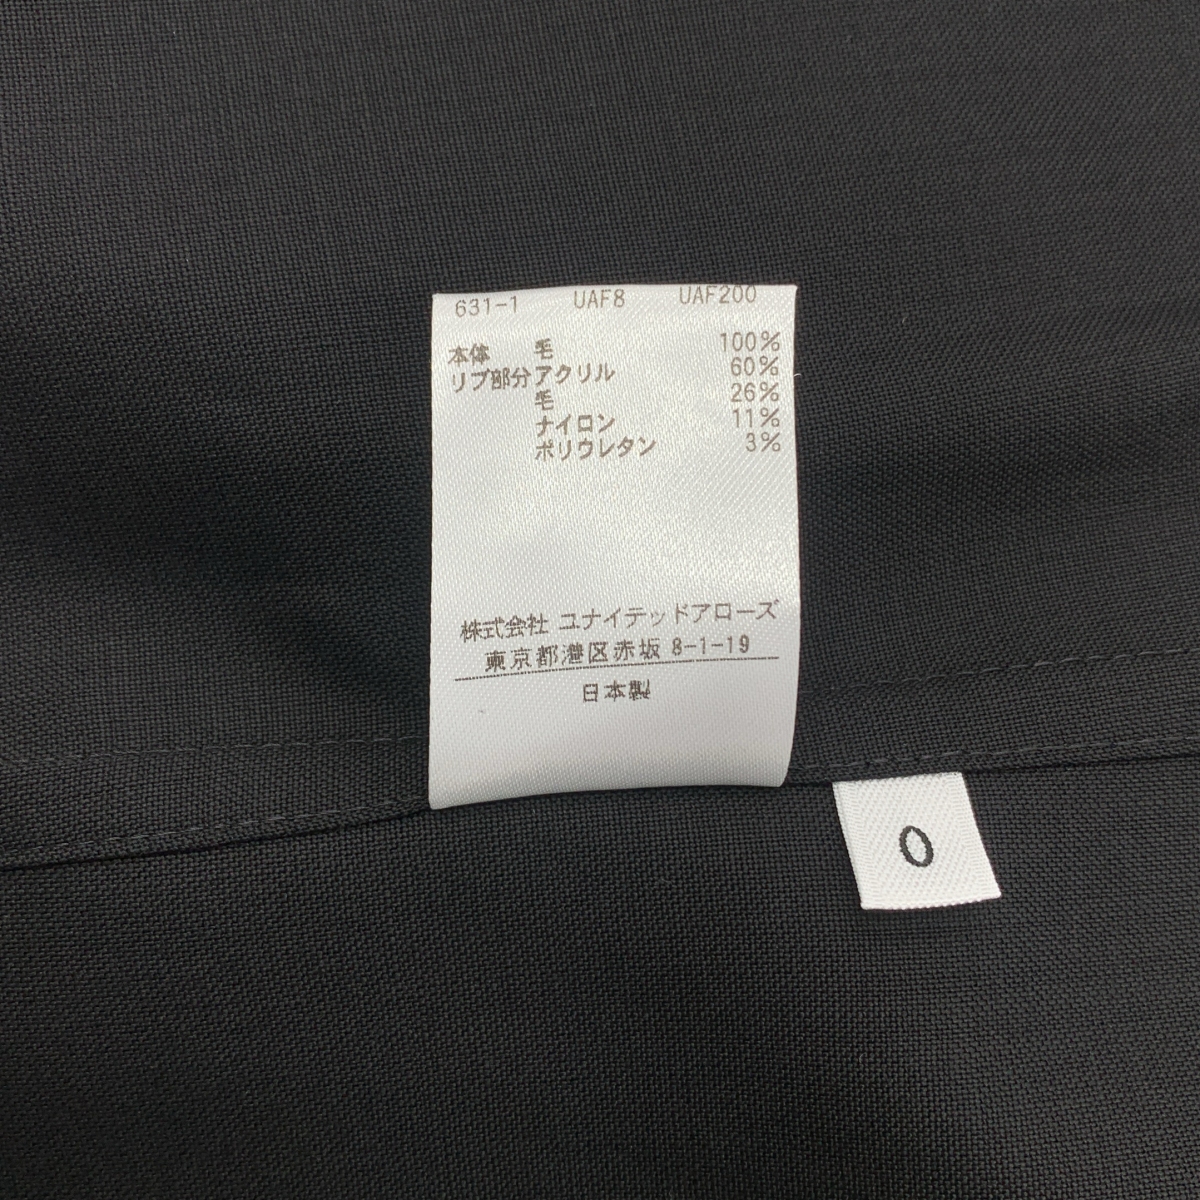 631-1 UAF8 UAF200
本体 毛 100%
リブ部分 アクリル 60%
毛 26%
ナイロン 11%
ポリウレタン 3%
株式会社 ユナイテッドアローズ
東京都港区赤坂 8-1-19
日本製
0